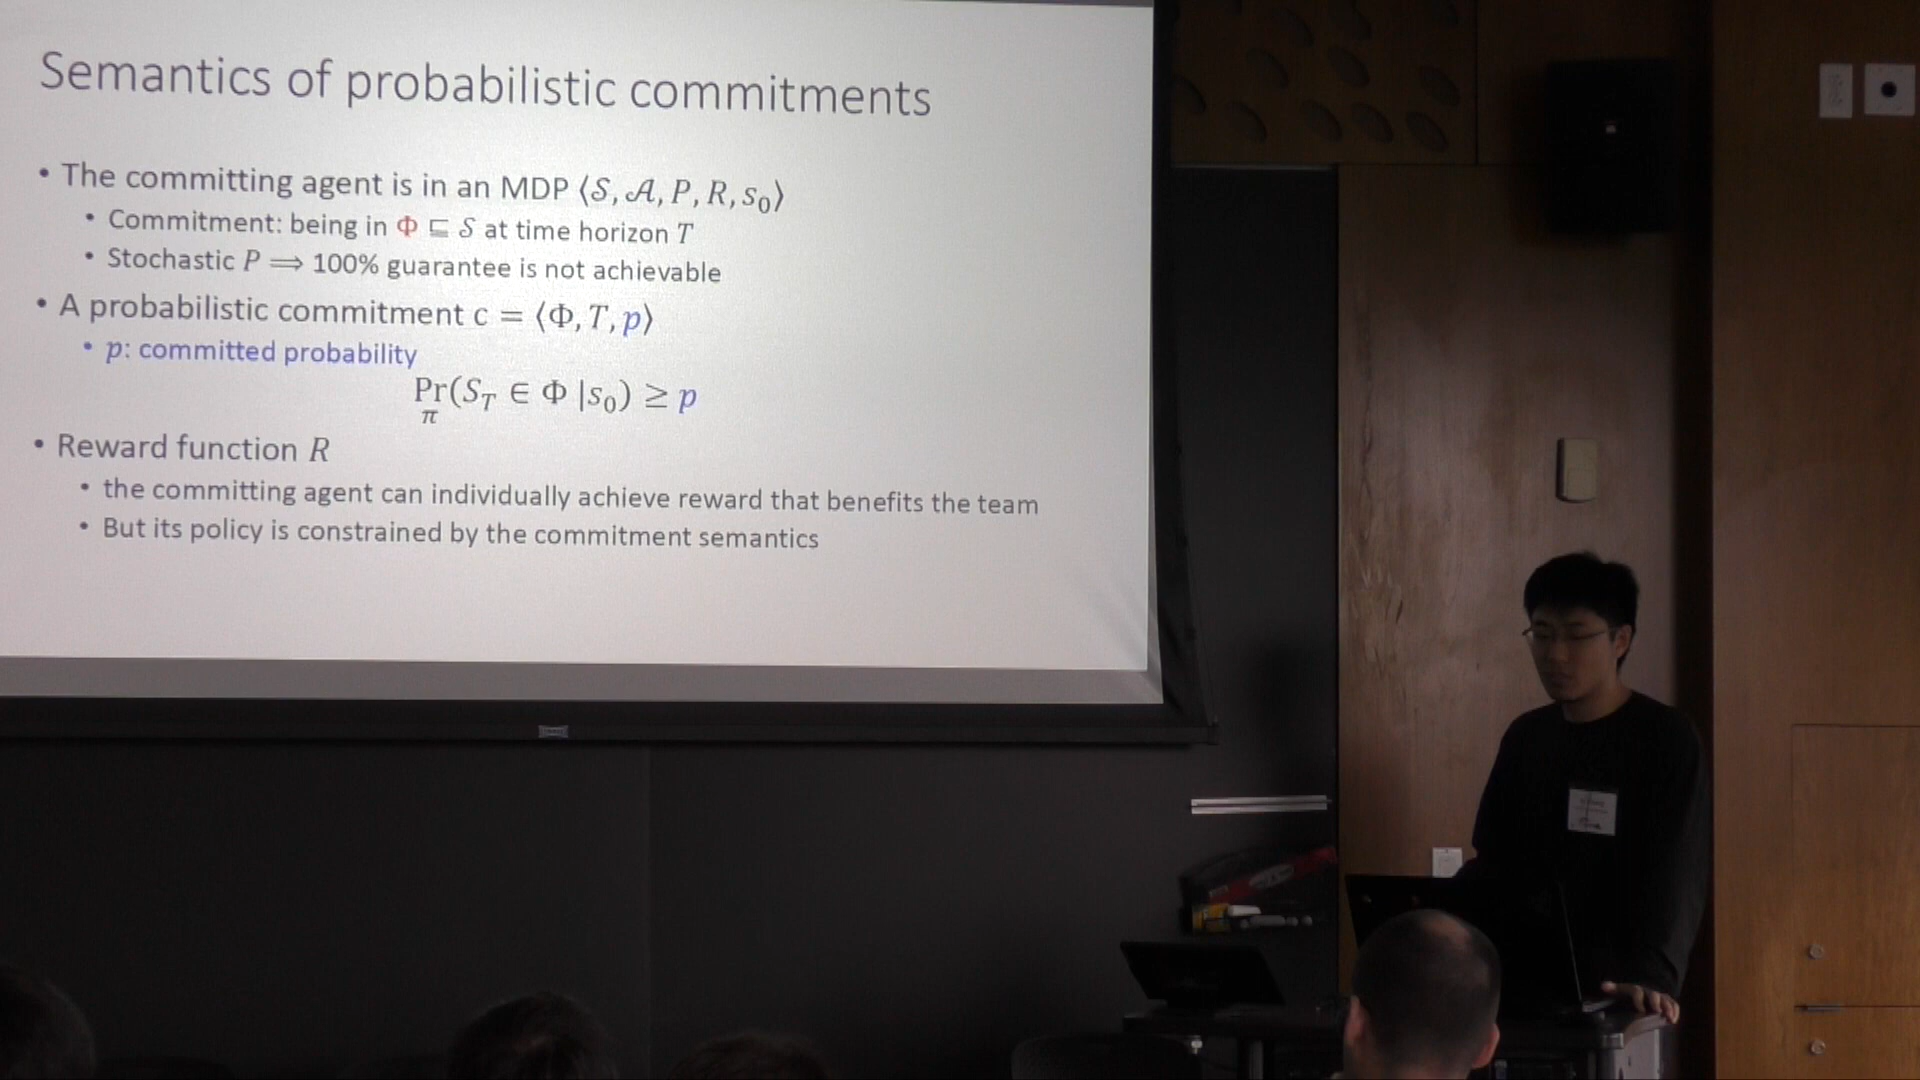 Semantics of probabilistic commitments
• The committing agent is in an MDP ⟨𝒮, 𝒜, P, R, s₀⟩
• Commitment: being in Φ ⊑ 𝒮 at time horizon T
• Stochastic P ⟹ 100% guarantee is not achievable
• A probabilistic commitment c = ⟨Φ, T, p⟩
• p: committed probability
Pr(S_T ∈ Φ |s₀) ≥ p
π
• Reward function R
• the committing agent can individually achieve reward that benefits the team
• But its policy is constrained by the commitment semantics